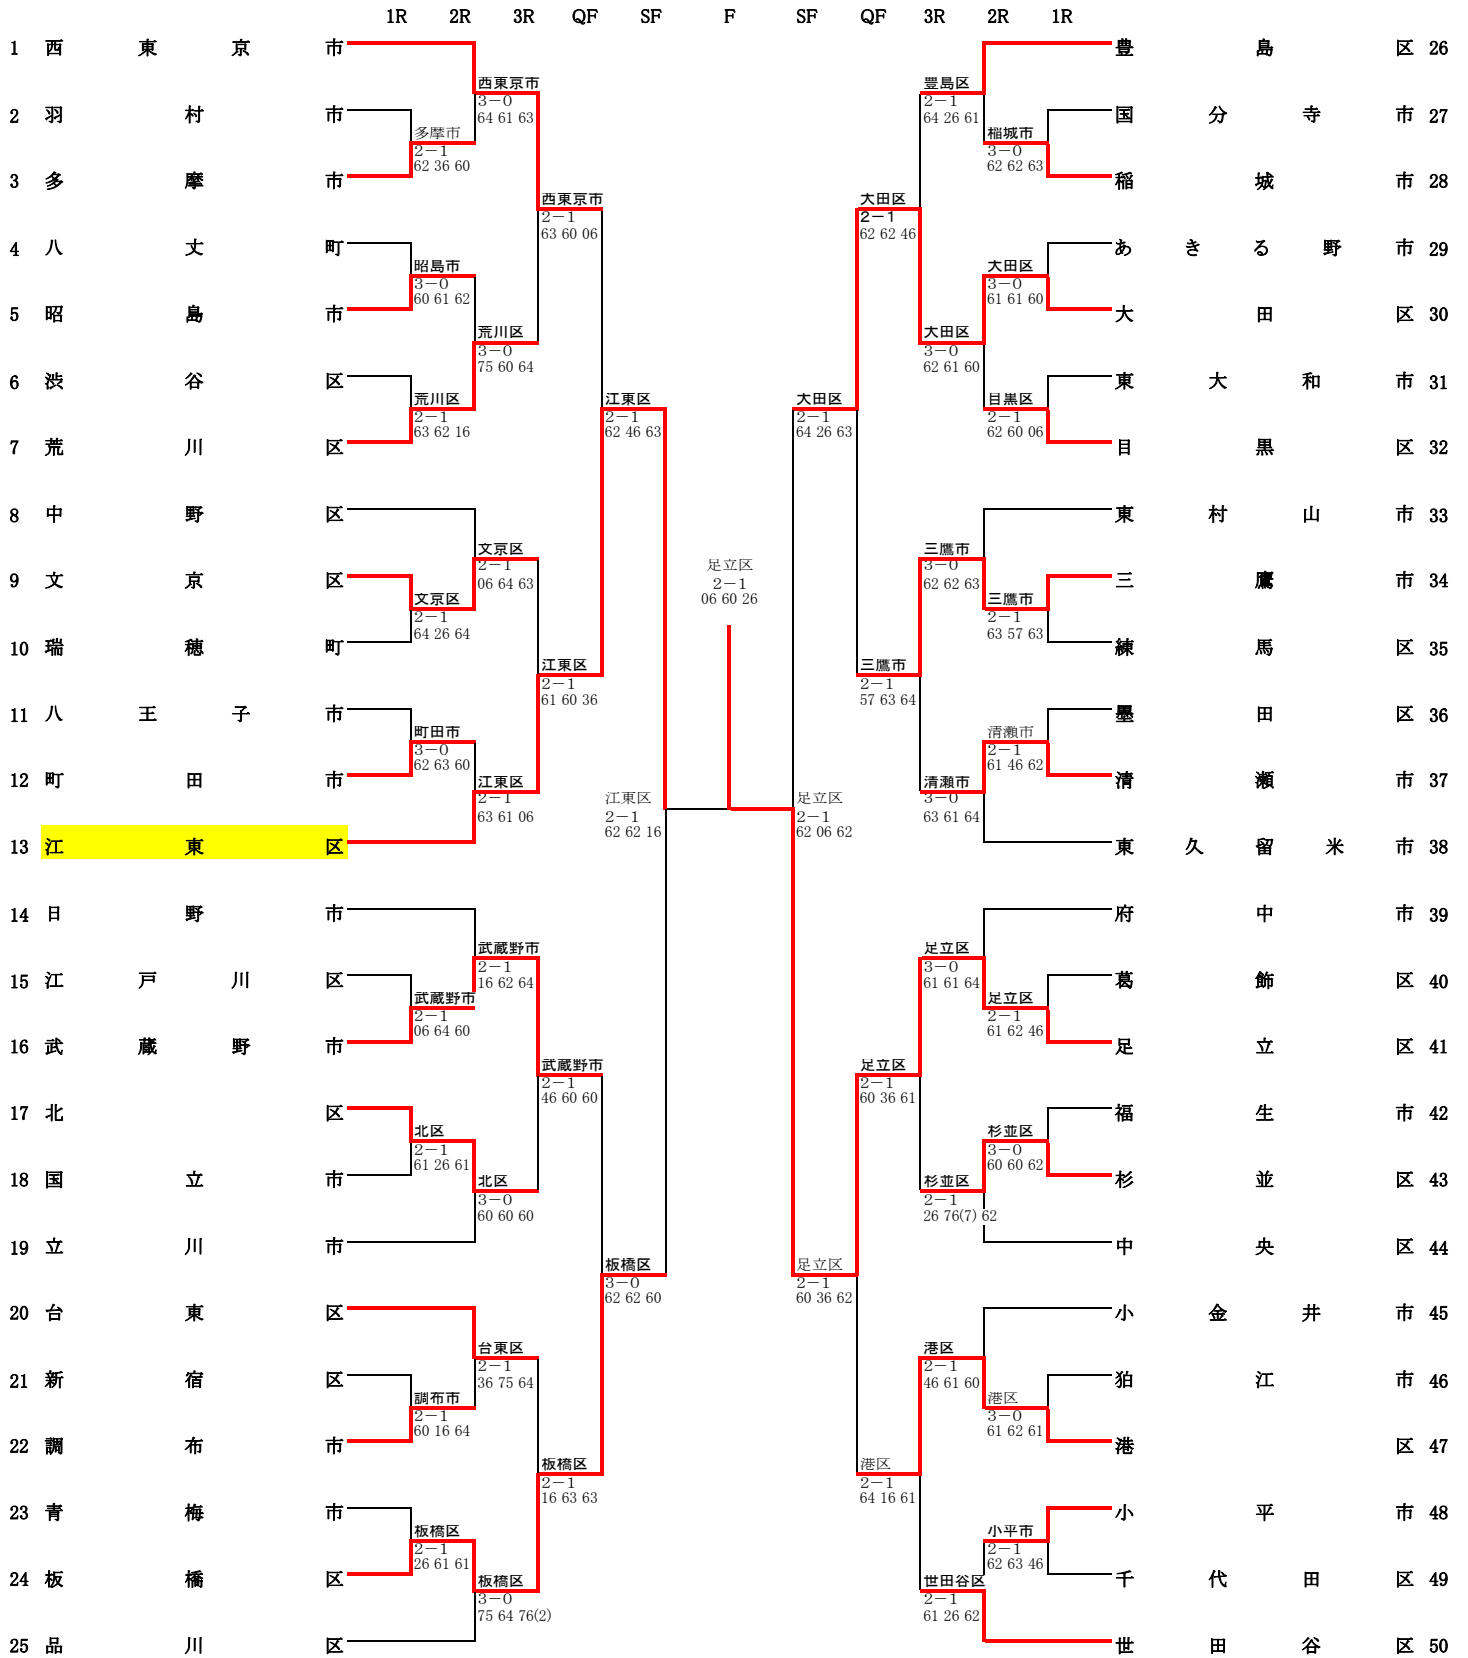 1R 2R 3R QF SF F SF QF 3R 2R 1R
1 西東京市
2 羽村市
3 多摩市
4 八丈町
5 昭島市
6 渋谷区
7 荒川区
8 中野区
9 文京区
10 瑞穂町
11 八王子市
12 町田市
13 江東区
14 日野市
15 江戸川区
16 武蔵野市
17 北区
18 国立市
19 立川市
20 台東区
21 新宿区
22 調布市
23 青梅市
24 板橋区
25 品川区
多摩市
2-1
62 36 60
昭島市
3-0
60 61 62
荒川区
2-1
63 62 16
文京区
2-1
64 26 64
町田市
3-0
62 63 60
武蔵野市
2-1
06 64 60
北区
2-1
61 26 61
調布市
2-1
60 16 64
板橋区
2-1
26 61 61
西東京市
3-0
64 61 63
荒川区
3-0
75 60 64
文京区
2-1
06 64 63
江東区
2-1
63 61 06
武蔵野市
2-1
16 62 64
北区
3-0
60 60 60
台東区
2-1
36 75 64
板橋区
3-0
75 64 76(2)
西東京市
2-1
63 60 06
江東区
2-1
61 60 36
武蔵野市
2-1
46 60 60
板橋区
2-1
16 63 63
江東区
2-1
62 46 63
板橋区
3-0
62 62 60
江東区
2-1
62 62 16
足立区
2-1
06 60 26
足立区
2-1
62 06 62
大田区
2-1
64 26 63
足立区
2-1
60 36 62
大田区
2-1
62 62 46
三鷹市
2-1
57 63 64
足立区
2-1
60 36 61
港区
2-1
64 16 61
豊島区
2-1
64 26 61
大田区
3-0
62 61 60
三鷹市
3-0
62 62 63
清瀬市
3-0
63 61 64
足立区
3-0
61 61 64
杉並区
2-1
26 76(7) 62
港区
2-1
46 61 60
世田谷区
2-1
61 26 62
稲城市
3-0
62 62 63
大田区
3-0
61 61 60
目黒区
2-1
62 60 06
三鷹市
2-1
63 57 63
清瀬市
2-1
61 46 62
足立区
2-1
61 62 46
杉並区
3-0
60 60 62
港区
3-0
61 62 61
小平市
2-1
62 63 46
豊島区 26
国分寺市 27
稲城市 28
あきる野市 29
大田区 30
東大和市 31
目黒区 32
東村山市 33
三鷹市 34
練馬区 35
墨田区 36
清瀬市 37
東久留米市 38
府中市 39
葛飾区 40
足立区 41
福生市 42
杉並区 43
中央区 44
小金井市 45
狛江市 46
港区 47
小平市 48
千代田区 49
世田谷区 50